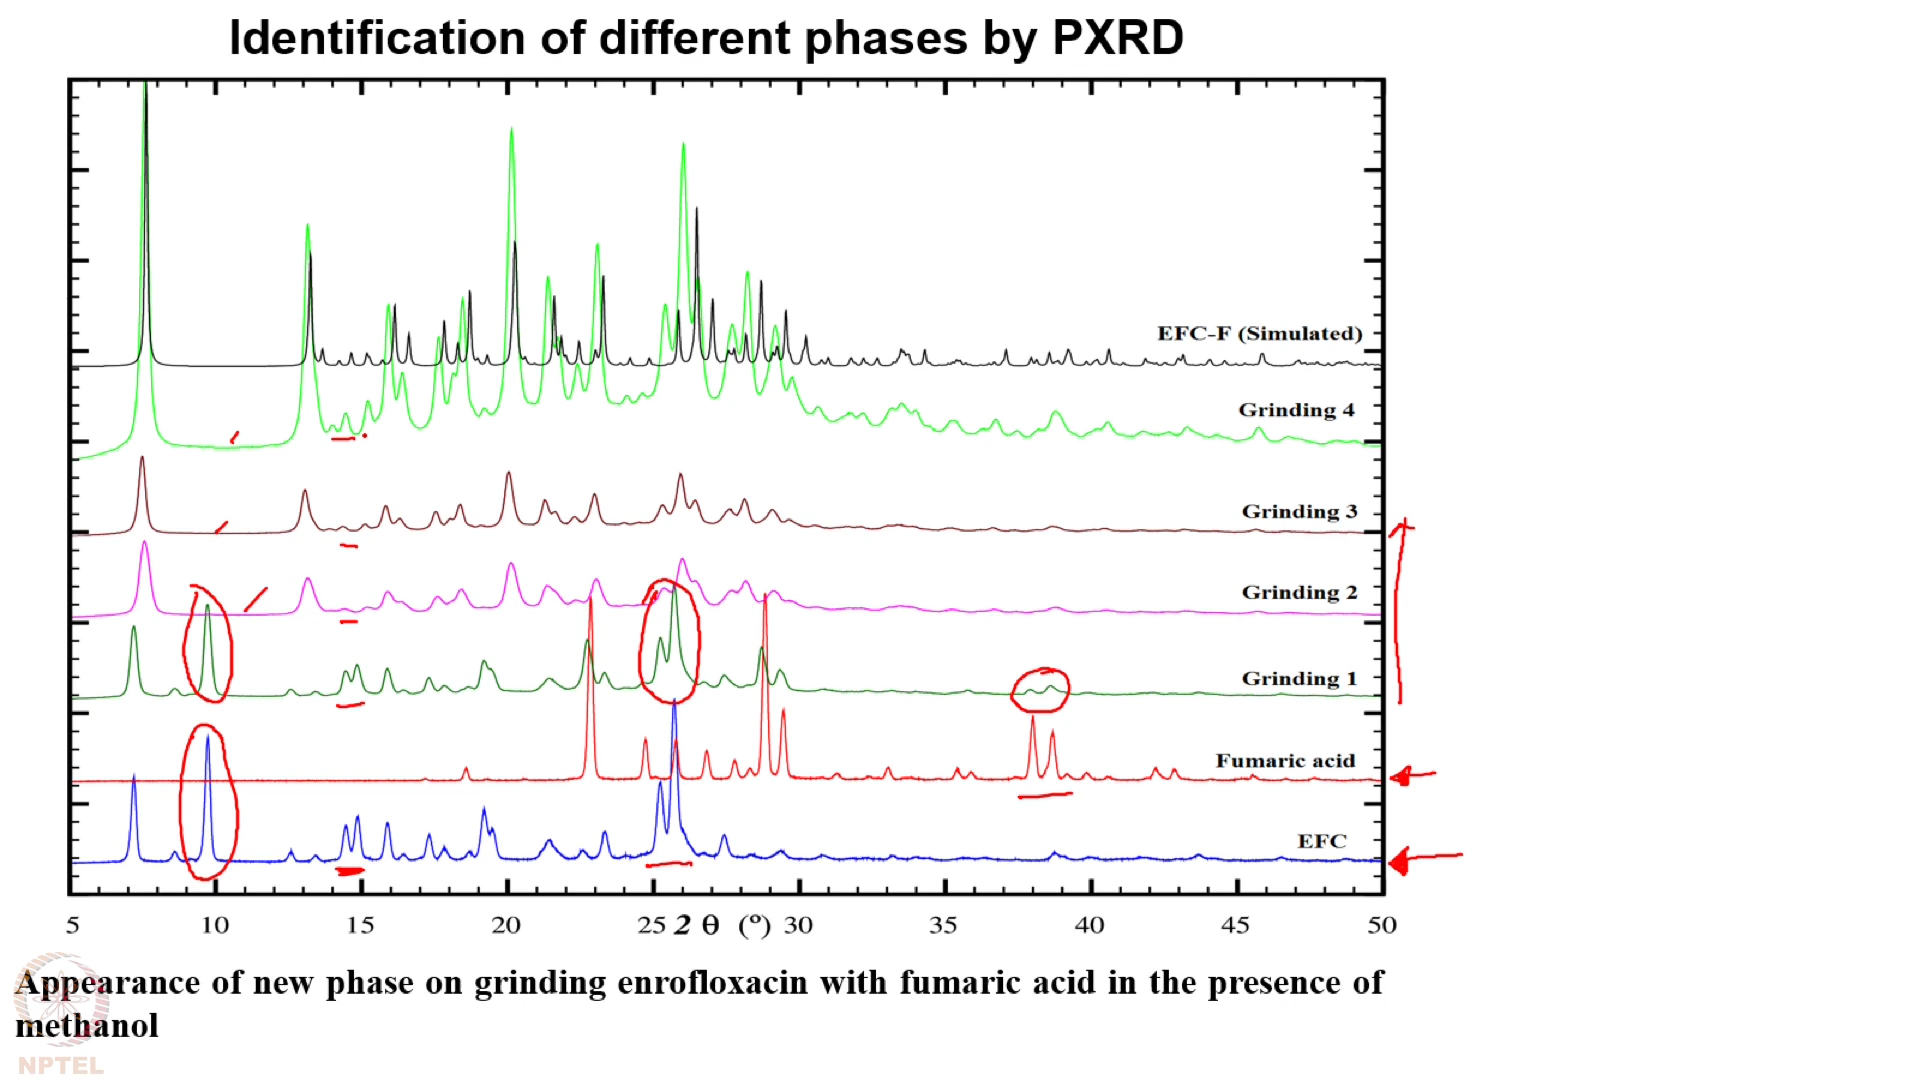 Identification of different phases by PXRD
EFC-F (Simulated)
Grinding 4
Grinding 3
Grinding 2
Grinding 1
Fumaric acid
EFC
5 10 15 20 25 2 θ (°) 30 35 40 45 50
Appearance of new phase on grinding enrofloxacin with fumaric acid in the presence of
methanol
NPTEL